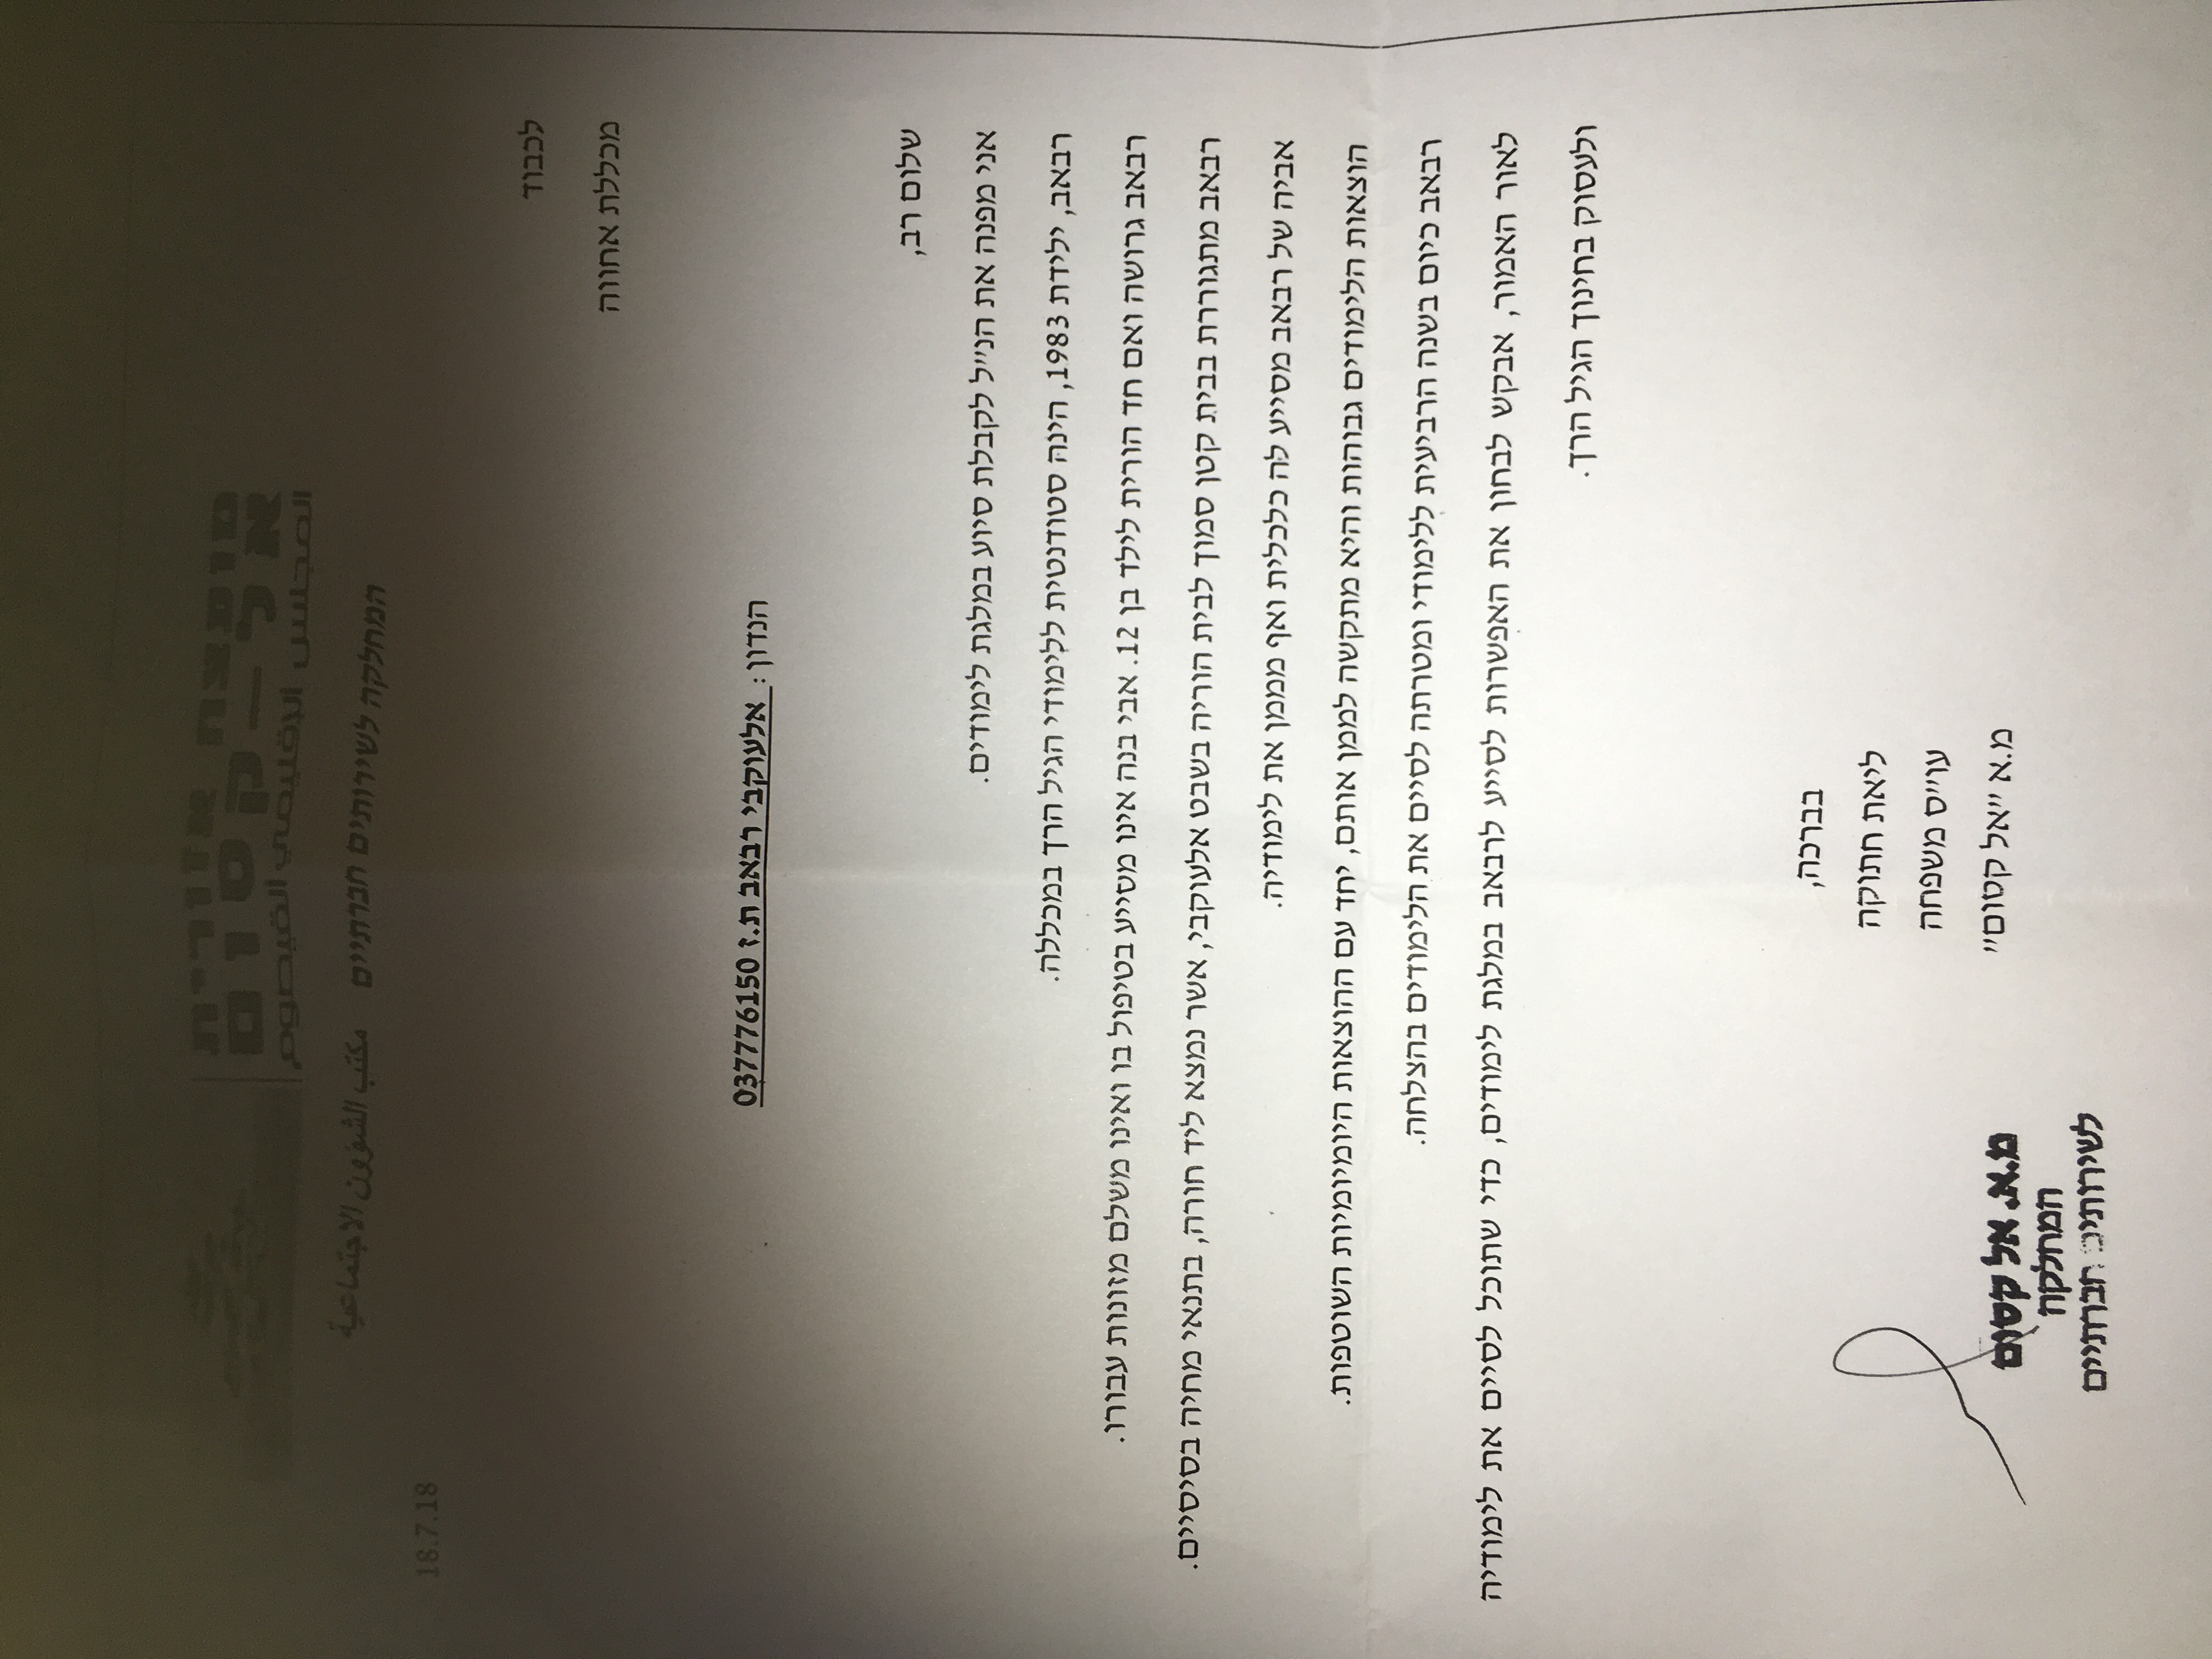 מועצה אזורית
אל-קסום
المجلس الإقليمي القيصوم
המחלקה לשירותים חברתיים مكتب الشؤون الاجتماعية
18.7.18
לכבוד
מכללת אחווה
הנדון: אלעוקבי רבאב ת.ז 037776150
שלום רב,
אני מפנה את הנ״ל לקבלת סיוע במלגת לימודים.
רבאב, ילידת 1983, הינה סטודנטית ללימודי הגיל הרך במכללה.
רבאב גרושה ואם חד הורית לילד בן 12. אבי בנה אינו מסייע בטיפול בו ואינו משלם מזונות עבורו.
רבאב מתגוררת בבית קטן סמוך לבית הוריה בשבט אלעוקבי, אשר נמצא ליד חורה, בתנאי מחיה בסיסיים.
אביה של רבאב מסייע לה כלכלית ואף מממן את לימודיה.
הוצאות הלימודים גבוהות והיא מתקשה לממן אותם, יחד עם ההוצאות היומיומיות השוטפות.
רבאב כיום בשנה הרביעית ללימודי ומטרתה לסיים את הלימודים בהצלחה.
לאור האמור, אבקש לבחון את האפשרות לסייע לרבאב במלגת לימודים, כדי שתוכל לסיים את לימודיה
ולעסוק בחינוך הגיל הרך.
בברכה,
ליאת חתוקה
עו״ס משפחה
מ.א ״אל קסום״
מ.א. אל קסום
המחלקה
לשירותים חברתיים